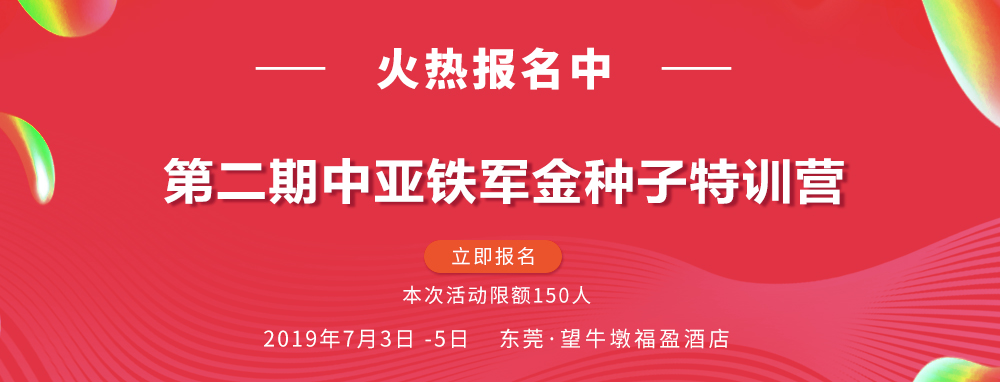 火热报名中
第二期中亚铁军金种子特训营
立即报名
本次活动限额150人
2019年7月3日 -5日 东莞·望牛墩福盈酒店